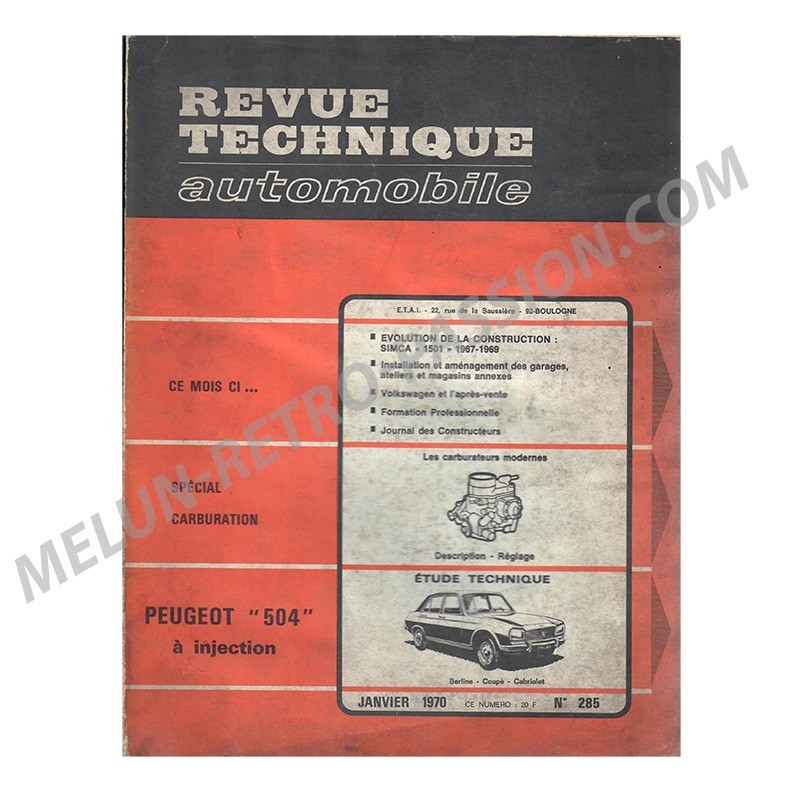 REVUE
TECHNIQUE
automobile
E.T.A.I. - 22, rue de la Saussière - 92-BOULOGNE
CE MOIS CI ...
■ EVOLUTION DE LA CONSTRUCTION :
SIMCA « 1501 » 1967-1969
■ Installation et aménagement des garages,
ateliers et magasins annexes
■ Volkswagen et l'après-vente
■ Formation Professionnelle
■ Journal des Constructeurs
SPÉCIAL
CARBURATION
Les carburateurs modernes
Description - Réglage
PEUGEOT "504"
à injection
ÉTUDE TECHNIQUE
Berline - Coupé - Cabriolet
JANVIER 1970 CE NUMERO : 20 F N° 285
MELUN-RETRO-PASSION.COM